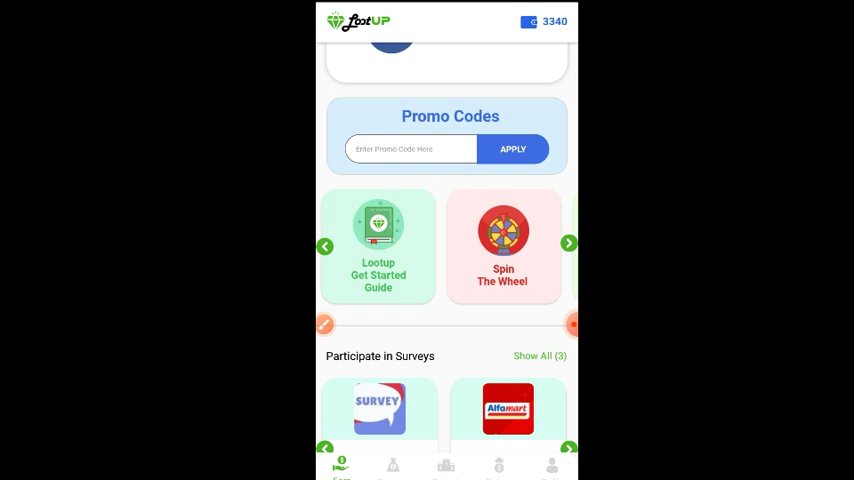 LootUP
3340
Promo Codes
Enter Promo Code Here
APPLY
Lootup
Get Started
Guide
Spin
The Wheel
Participate in Surveys
Show All (3)
SURVEY
Alfamart